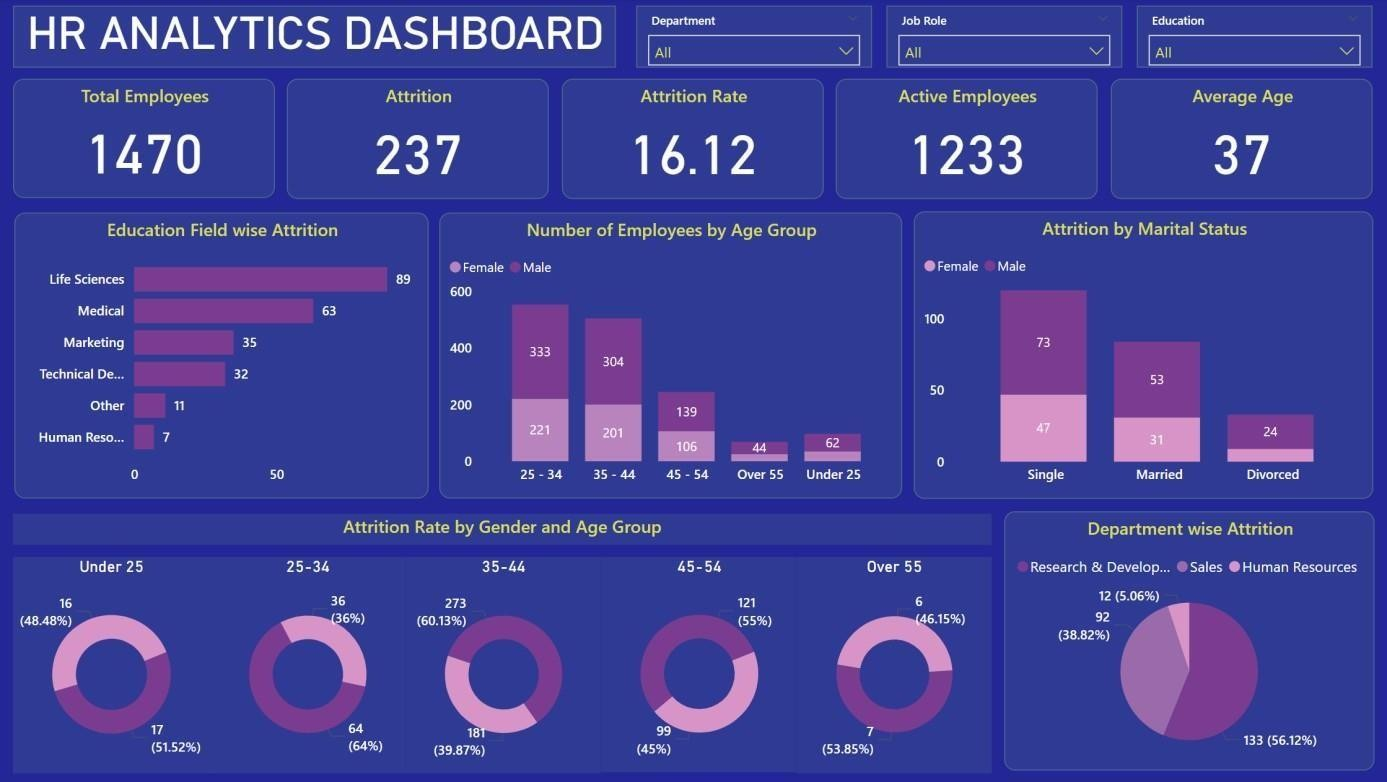 HR ANALYTICS DASHBOARD
Department
All
Job Role
All
Education
All
Total Employees
1470
Attrition
237
Attrition Rate
16.12
Active Employees
1233
Average Age
37
Education Field wise Attrition
Life Sciences 89
Medical 63
Marketing 35
Technical De... 32
Other 11
Human Reso... 7
0 50
Number of Employees by Age Group
Female Male
600
400
200
0
333 304 139 44 62
221 201 106
25 - 34 35 - 44 45 - 54 Over 55 Under 25
Attrition by Marital Status
Female Male
100
50
0
73 53 24
47 31
Single Married Divorced
Attrition Rate by Gender and Age Group
Under 25
16
(48.48%)
17
(51.52%)
25-34
36
(36%)
64
(64%)
35-44
273
(60.13%)
181
(39.87%)
45-54
121
(55%)
99
(45%)
Over 55
6
(46.15%)
7
(53.85%)
Department wise Attrition
Research & Develop... Sales Human Resources
12 (5.06%)
92
(38.82%)
133 (56.12%)